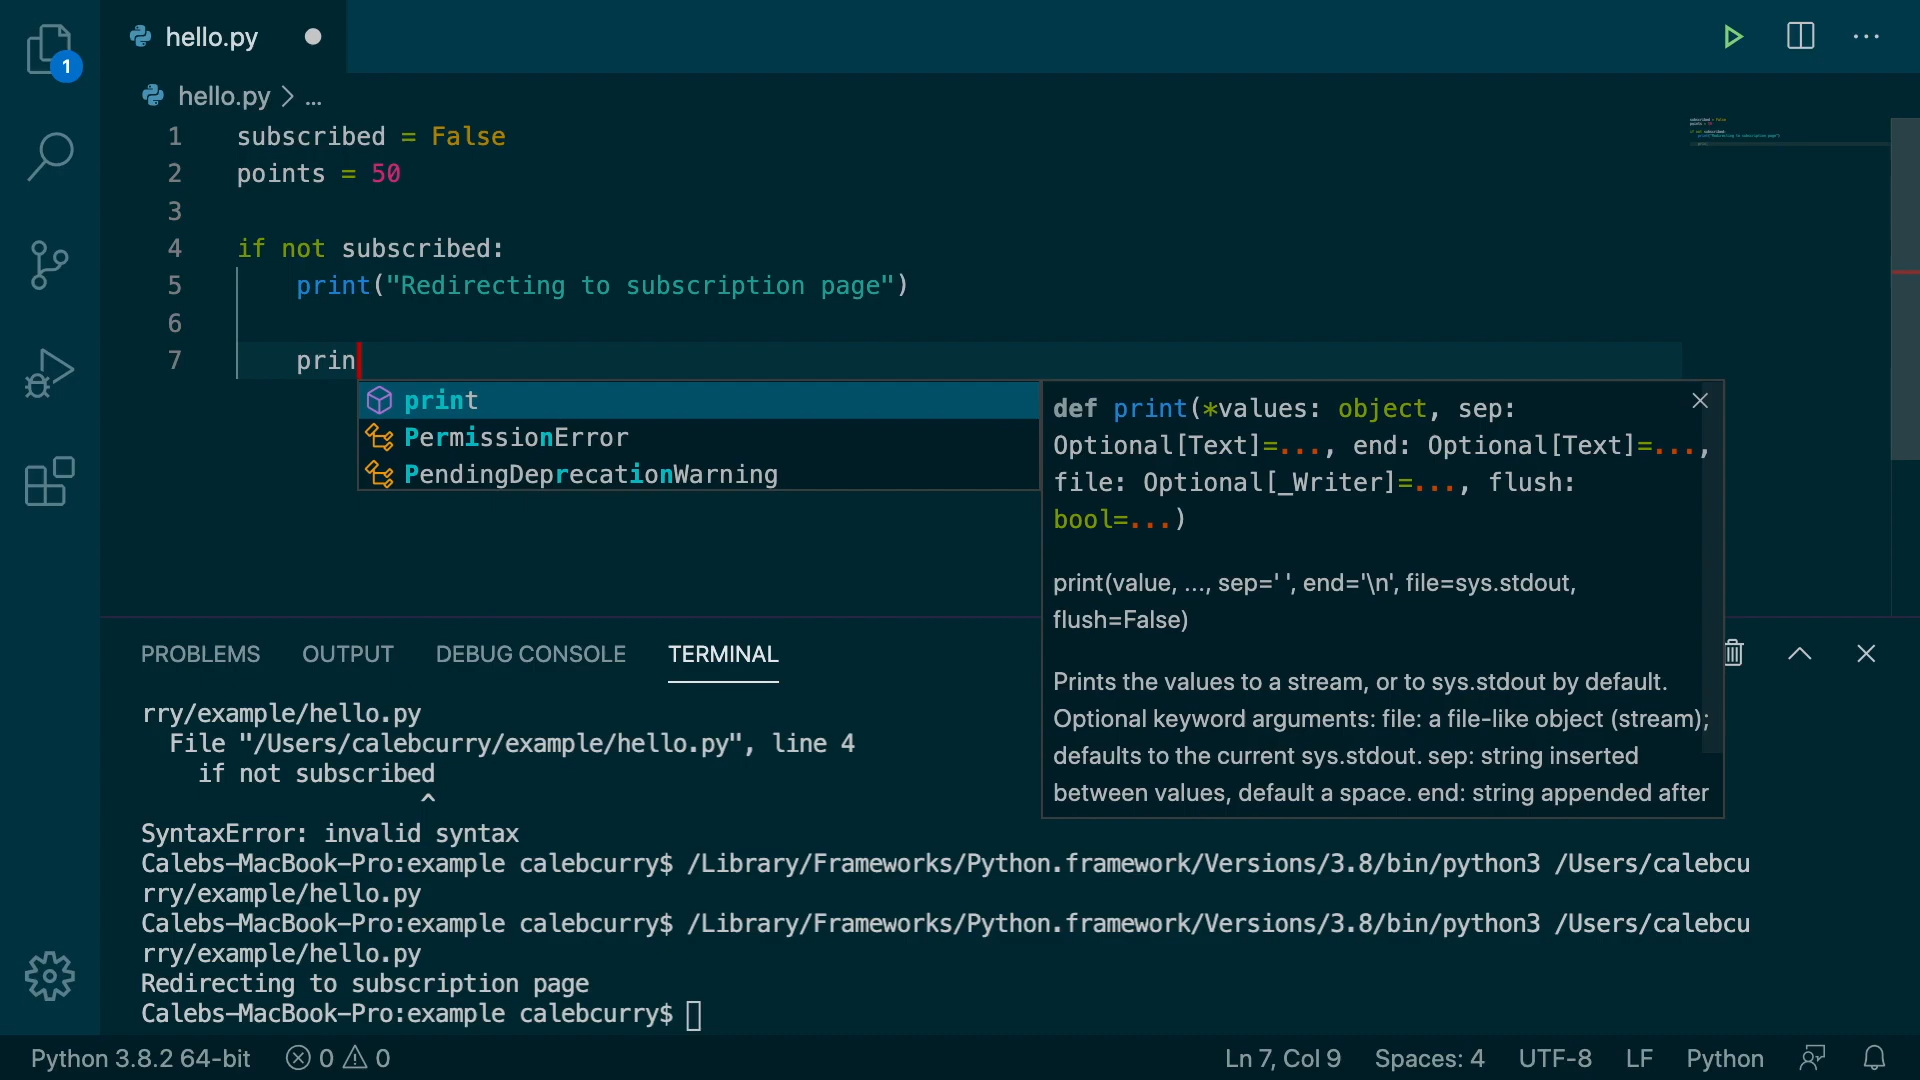 hello.py
1
hello.py > ...
1 subscribed = False
2 points = 50
3
4 if not subscribed:
5 print("Redirecting to subscription page")
6
7 prin
print
PermissionError
PendingDeprecationWarning
def print(*values: object, sep:
Optional[Text]=..., end: Optional[Text]=...,
file: Optional[_Writer]=..., flush:
bool=...)
print(value, ..., sep=' ', end='\n', file=sys.stdout,
flush=False)
Prints the values to a stream, or to sys.stdout by default.
Optional keyword arguments: file: a file-like object (stream);
defaults to the current sys.stdout. sep: string inserted
between values, default a space. end: string appended after
PROBLEMS OUTPUT DEBUG CONSOLE TERMINAL
rry/example/hello.py
File "/Users/calebcurry/example/hello.py", line 4
if not subscribed
^
SyntaxError: invalid syntax
Calebs-MacBook-Pro:example calebcurry$ /Library/Frameworks/Python.framework/Versions/3.8/bin/python3 /Users/calebcu
rry/example/hello.py
Calebs-MacBook-Pro:example calebcurry$ /Library/Frameworks/Python.framework/Versions/3.8/bin/python3 /Users/calebcu
rry/example/hello.py
Redirecting to subscription page
Calebs-MacBook-Pro:example calebcurry$
Python 3.8.2 64-bit 0 0 Ln 7, Col 9 Spaces: 4 UTF-8 LF Python